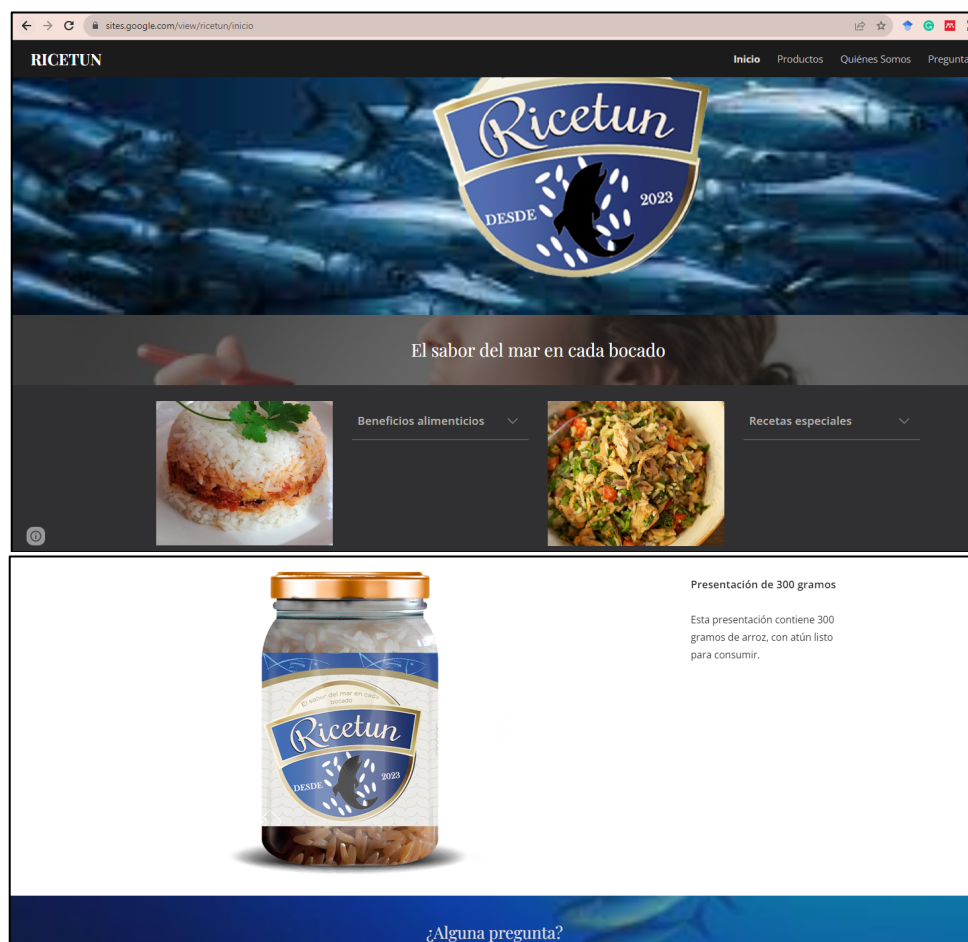 sites.google.com/view/ricetun/inicio
RICETUN
Inicio Productos Quiénes Somos Pregunta
Ricetun
DESDE 2023
El sabor del mar en cada bocado
Beneficios alimenticios
Recetas especiales
Presentación de 300 gramos
Esta presentación contiene 300
gramos de arroz, con atún listo
para consumir.
El sabor del mar en cada
bocado
Ricetun
DESDE 2023
¿Alguna pregunta?